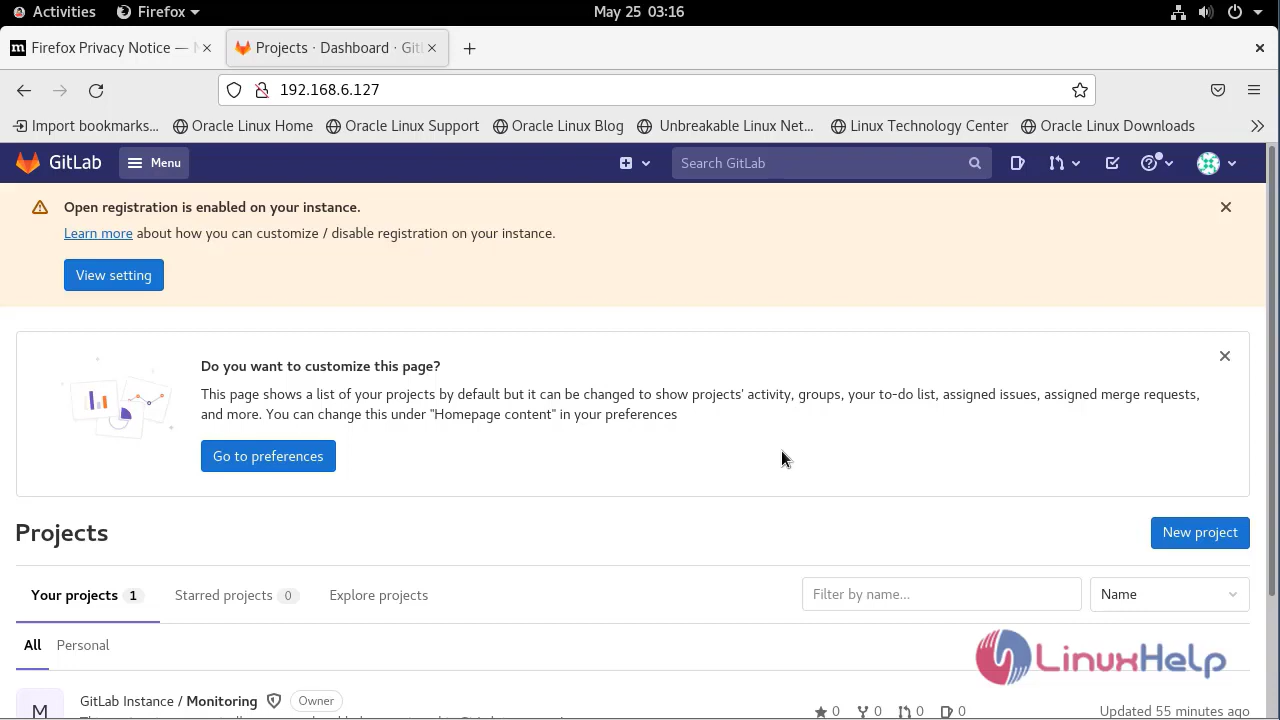 Activities Firefox May 25 03:16
Firefox Privacy Notice — Projects · Dashboard · Git
192.168.6.127
Import bookmarks... Oracle Linux Home Oracle Linux Support Oracle Linux Blog Unbreakable Linux Net... Linux Technology Center Oracle Linux Downloads
GitLab Menu Search GitLab
Open registration is enabled on your instance.
Learn more about how you can customize / disable registration on your instance.
View setting
Do you want to customize this page?
This page shows a list of your projects by default but it can be changed to show projects' activity, groups, your to-do list, assigned issues, assigned merge requests,
and more. You can change this under "Homepage content" in your preferences
Go to preferences
Projects New project
Your projects 1 Starred projects 0 Explore projects Filter by name... Name
All Personal
LinuxHelp
M GitLab Instance / Monitoring Owner
0 0 0 0 Updated 55 minutes ago